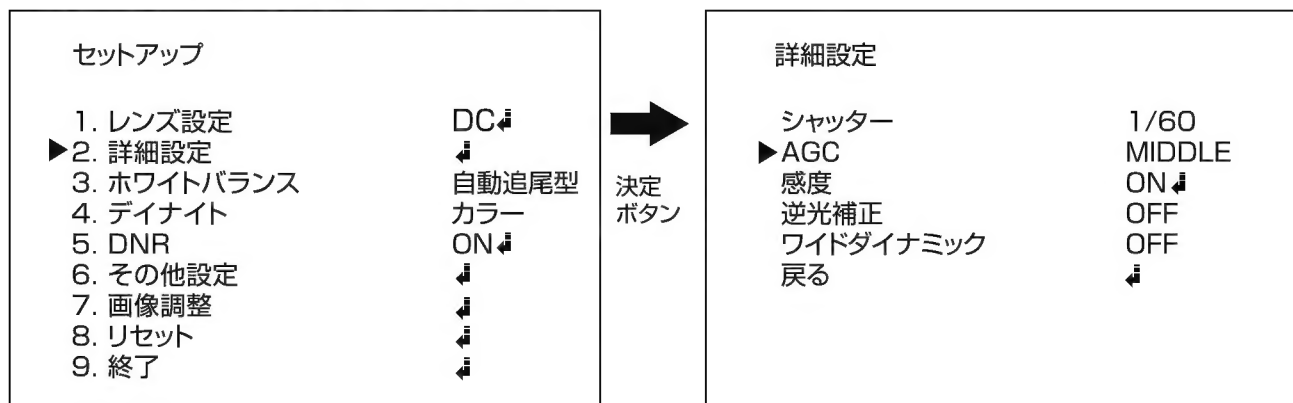 セットアップ
1. レンズ設定 DC↲
▶2. 詳細設定 ↲
3. ホワイトバランス 自動追尾型
4. デイナイト カラー
5. DNR ON↲
6. その他設定 ↲
7. 画像調整 ↲
8. リセット ↲
9. 終了 ↲
決定
ボタン
詳細設定
シャッター 1/60
▶AGC MIDDLE
感度 ON↲
逆光補正 OFF
ワイドダイナミック OFF
戻る ↲